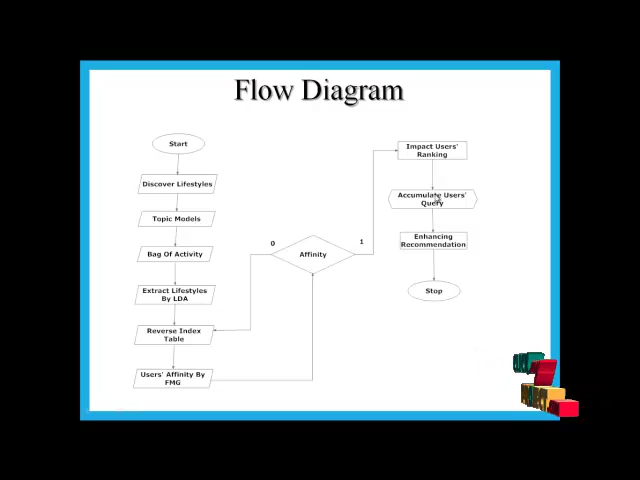 Flow Diagram
Start
Discover Lifestyles
Topic Models
Bag Of Activity
Extract Lifestyles
By LDA
Reverse Index
Table
Users' Affinity By
FMG
0
Affinity
1
Impact Users'
Ranking
Accumulate Users'
Query
Enhancing
Recommendation
Stop